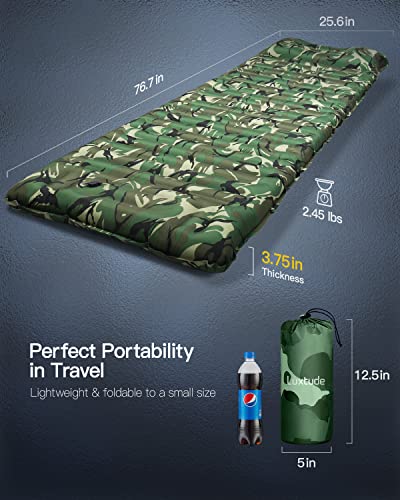 25.6in
76.7in
2.45 lbs
3.75in
Thickness
Perfect Portability
in Travel
Lightweight & foldable to a small size
pepsi
Luxtude
12.5in
5in